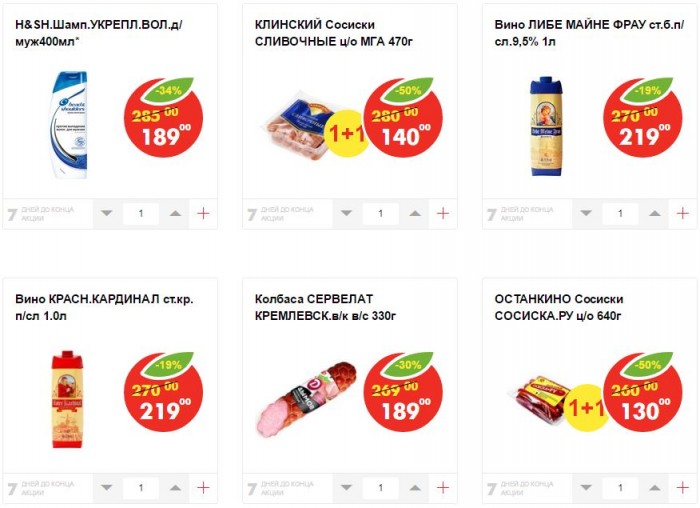 H&SH.Шамп.УКРЕПЛ.ВОЛ.д/
муж400мл*
-34%
285 00
189 00
7 ДНЕЙ ДО КОНЦА
АКЦИИ
1
+
КЛИНСКИЙ Сосиски
СЛИВОЧНЫЕ ц/о МГА 470г
-50%
280 00
1+1
140 00
7 ДНЕЙ ДО КОНЦА
АКЦИИ
1
+
Вино ЛИБЕ МАЙНЕ ФРАУ ст.б.п/
сл.9,5% 1л
-19%
270 00
219 00
7 ДНЕЙ ДО КОНЦА
АКЦИИ
1
+
Вино КРАСН.КАРДИНАЛ ст.кр.
п/сл 1.0л
-19%
270 00
219 00
7 ДНЕЙ ДО КОНЦА
АКЦИИ
1
+
Колбаса СЕРВЕЛАТ
КРЕМЛЕВСК.в/к в/с 330г
-30%
269 00
189 00
7 ДНЕЙ ДО КОНЦА
АКЦИИ
1
+
ОСТАНКИНО Сосиски
СОСИСКА.РУ ц/о 640г
-50%
260 00
1+1
130 00
7 ДНЕЙ ДО КОНЦА
АКЦИИ
1
+